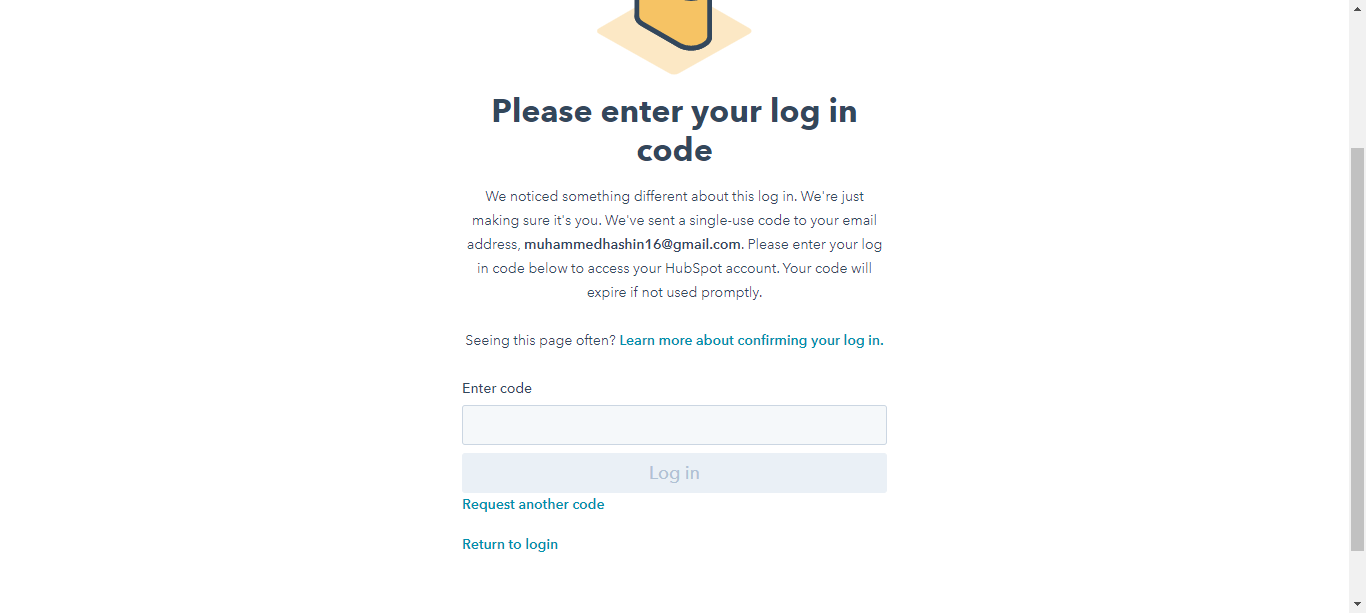 Please enter your log in
code
We noticed something different about this log in. We're just
making sure it's you. We've sent a single-use code to your email
address, muhammedhashin16@gmail.com. Please enter your log
in code below to access your HubSpot account. Your code will
expire if not used promptly.
Seeing this page often? Learn more about confirming your log in.
Enter code
Log in
Request another code
Return to login